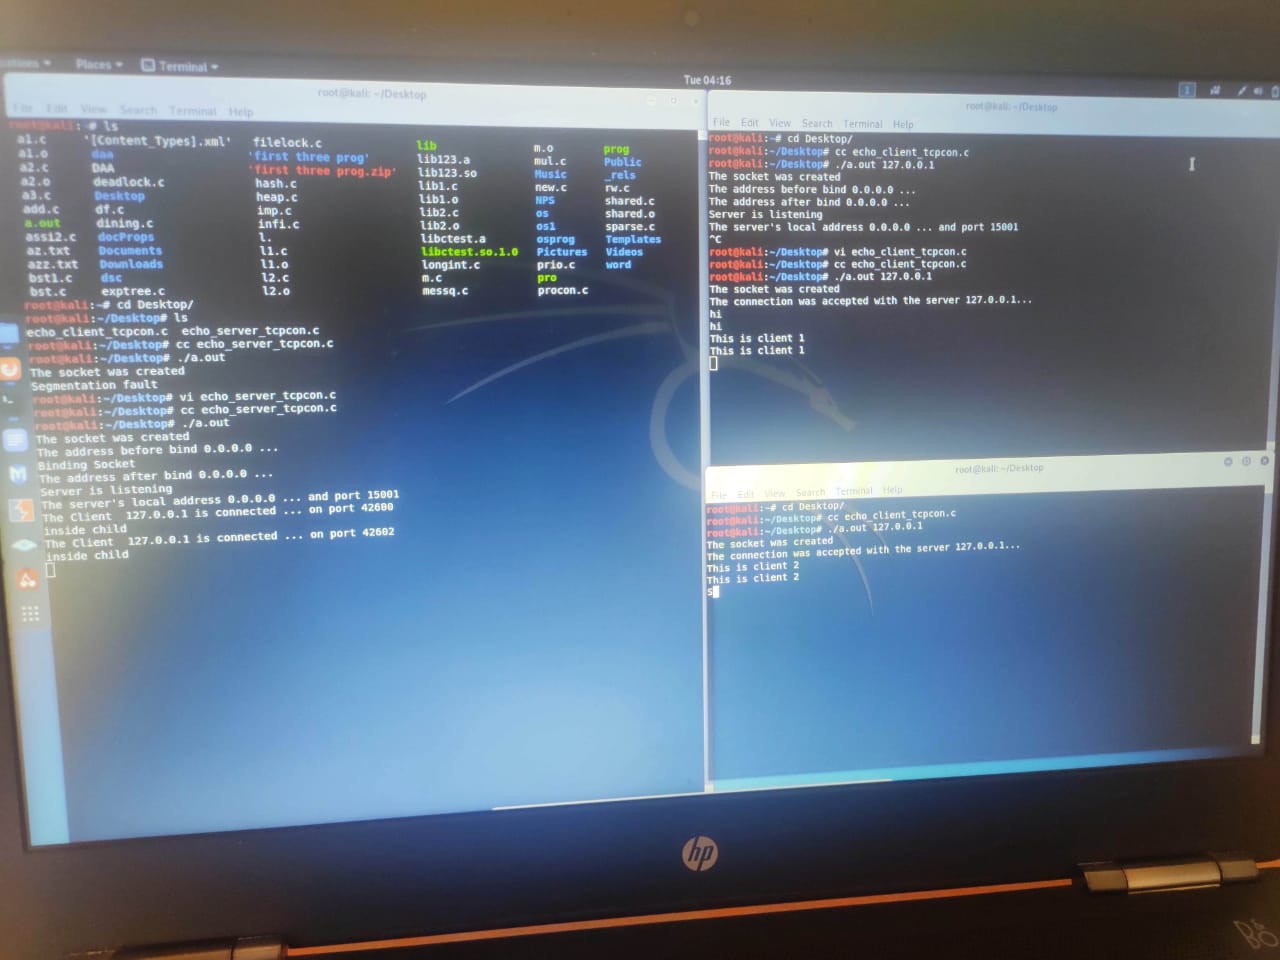 Places Terminal
Tue 04:16
root@kali: ~/Desktop
File Edit View Search Terminal Help
root@kali:~# ls
a1.c '[Content_Types].xml' filelock.c lib m.o prog
a1.o daa 'first three prog' lib123.a mul.c Public
a2.c DAA 'first three prog.zip' lib123.so Music _rels
a2.o deadlock.c hash.c lib1.c new.c rw.c
a3.c Desktop heap.c lib1.o NPS shared.c
add.c df.c imp.c lib2.c os shared.o
a.out dining.c infi.c lib2.o os1 sparse.c
assi2.c docProps l. libctest.a osprog Templates
az.txt Documents l1.c libctest.so.1.0 Pictures Videos
azz.txt Downloads l1.o longint.c prio.c word
bst1.c dsc l2.c m.c pro
bst.c exptree.c l2.o messq.c procon.c
root@kali:~# cd Desktop/
root@kali:~/Desktop# ls
echo_client_tcpcon.c echo_server_tcpcon.c
root@kali:~/Desktop# cc echo_server_tcpcon.c
root@kali:~/Desktop# ./a.out
The socket was created
Segmentation fault
root@kali:~/Desktop# vi echo_server_tcpcon.c
root@kali:~/Desktop# cc echo_server_tcpcon.c
root@kali:~/Desktop# ./a.out
The socket was created
The address before bind 0.0.0.0 ...
Binding Socket
The address after bind 0.0.0.0 ...
Server is listening
The server's local address 0.0.0.0 ... and port 15001
The Client 127.0.0.1 is connected ... on port 42600
inside child
The Client 127.0.0.1 is connected ... on port 42602
inside child
root@kali: ~/Desktop
File Edit View Search Terminal Help
root@kali:~# cd Desktop/
root@kali:~/Desktop# cc echo_client_tcpcon.c
root@kali:~/Desktop# ./a.out 127.0.0.1
The socket was created
The address before bind 0.0.0.0 ...
The address after bind 0.0.0.0 ...
Server is listening
The server's local address 0.0.0.0 ... and port 15001
^C
root@kali:~/Desktop# vi echo_client_tcpcon.c
root@kali:~/Desktop# cc echo_client_tcpcon.c
root@kali:~/Desktop# ./a.out 127.0.0.1
The socket was created
The connection was accepted with the server 127.0.0.1...
hi
hi
This is client 1
This is client 1
root@kali: ~/Desktop
File Edit View Search Terminal Help
root@kali:~# cd Desktop/
root@kali:~/Desktop# cc echo_client_tcpcon.c
root@kali:~/Desktop# ./a.out 127.0.0.1
The socket was created
The connection was accepted with the server 127.0.0.1...
This is client 2
This is client 2
S
hp
B&O